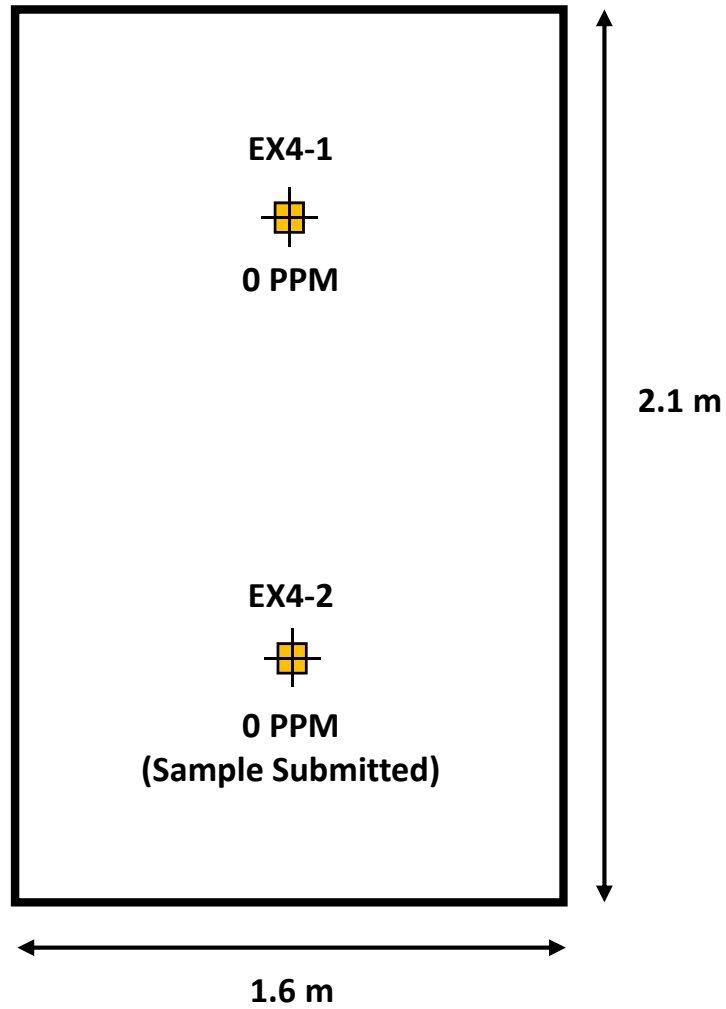 EX4-1
0 PPM
2.1 m
EX4-2
0 PPM
(Sample Submitted)
1.6 m